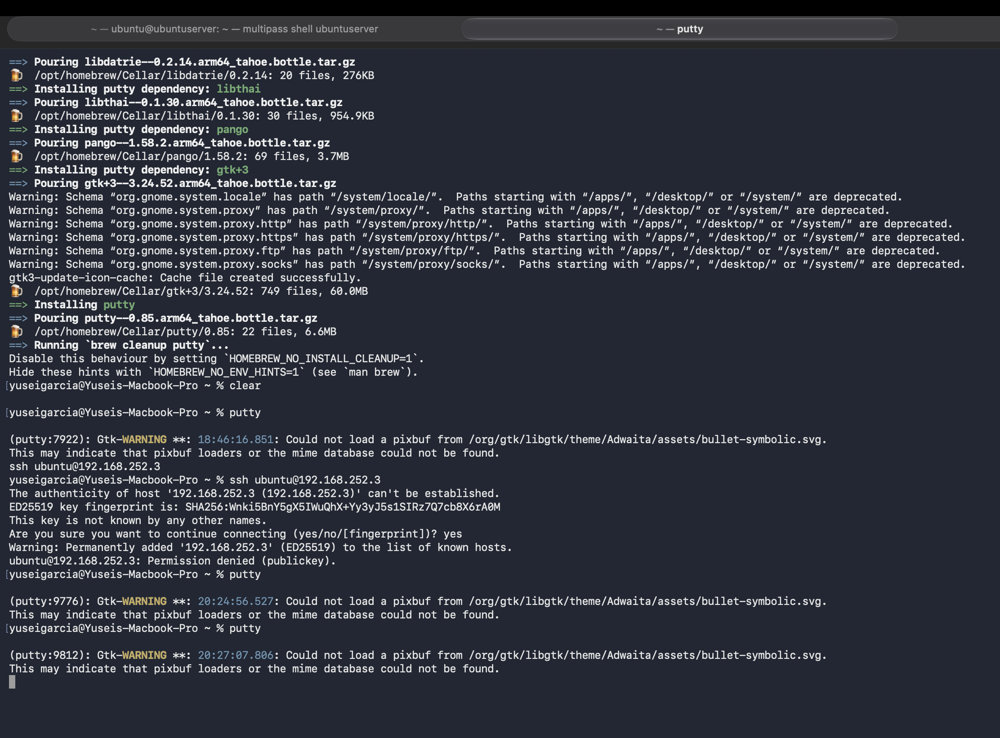 ~ — ubuntu@ubuntuserver: ~ — multipass shell ubuntuserver
~ — putty
==> Pouring libdatrie--0.2.14.arm64_tahoe.bottle.tar.gz
🍺  /opt/homebrew/Cellar/libdatrie/0.2.14: 20 files, 276KB
==> Installing putty dependency: libthai
==> Pouring libthai--0.1.30.arm64_tahoe.bottle.tar.gz
🍺  /opt/homebrew/Cellar/libthai/0.1.30: 30 files, 954.9KB
==> Installing putty dependency: pango
==> Pouring pango--1.58.2.arm64_tahoe.bottle.tar.gz
🍺  /opt/homebrew/Cellar/pango/1.58.2: 69 files, 3.7MB
==> Installing putty dependency: gtk+3
==> Pouring gtk+3--3.24.52.arm64_tahoe.bottle.tar.gz
Warning: Schema “org.gnome.system.locale” has path “/system/locale/”.  Paths starting with “/apps/”, “/desktop/” or “/system/” are deprecated.
Warning: Schema “org.gnome.system.proxy” has path “/system/proxy/”.  Paths starting with “/apps/”, “/desktop/” or “/system/” are deprecated.
Warning: Schema “org.gnome.system.proxy.http” has path “/system/proxy/http/”.  Paths starting with “/apps/”, “/desktop/” or “/system/” are deprecated.
Warning: Schema “org.gnome.system.proxy.https” has path “/system/proxy/https/”.  Paths starting with “/apps/”, “/desktop/” or “/system/” are deprecated.
Warning: Schema “org.gnome.system.proxy.ftp” has path “/system/proxy/ftp/”.  Paths starting with “/apps/”, “/desktop/” or “/system/” are deprecated.
Warning: Schema “org.gnome.system.proxy.socks” has path “/system/proxy/socks/”.  Paths starting with “/apps/”, “/desktop/” or “/system/” are deprecated.
gtk3-update-icon-cache: Cache file created successfully.
🍺  /opt/homebrew/Cellar/gtk+3/3.24.52: 749 files, 60.0MB
==> Installing putty
==> Pouring putty--0.85.arm64_tahoe.bottle.tar.gz
🍺  /opt/homebrew/Cellar/putty/0.85: 22 files, 6.6MB
==> Running `brew cleanup putty`...
Disable this behaviour by setting `HOMEBREW_NO_INSTALL_CLEANUP=1`.
Hide these hints with `HOMEBREW_NO_ENV_HINTS=1` (see `man brew`).
[yuseigarcia@Yuseis-Macbook-Pro ~ % clear
[yuseigarcia@Yuseis-Macbook-Pro ~ % putty
(putty:7922): Gtk-WARNING **: 18:46:16.851: Could not load a pixbuf from /org/gtk/libgtk/theme/Adwaita/assets/bullet-symbolic.svg.
This may indicate that pixbuf loaders or the mime database could not be found.
ssh ubuntu@192.168.252.3
yuseigarcia@Yuseis-Macbook-Pro ~ % ssh ubuntu@192.168.252.3
The authenticity of host '192.168.252.3 (192.168.252.3)' can't be established.
ED25519 key fingerprint is: SHA256:Wnki5BnY5gX5IWuQhX+Yy3yJ5s1SIRz7Q7cb8X6rA0M
This key is not known by any other names.
Are you sure you want to continue connecting (yes/no/[fingerprint])? yes
Warning: Permanently added '192.168.252.3' (ED25519) to the list of known hosts.
ubuntu@192.168.252.3: Permission denied (publickey).
[yuseigarcia@Yuseis-Macbook-Pro ~ % putty
(putty:9776): Gtk-WARNING **: 20:24:56.527: Could not load a pixbuf from /org/gtk/libgtk/theme/Adwaita/assets/bullet-symbolic.svg.
This may indicate that pixbuf loaders or the mime database could not be found.
[yuseigarcia@Yuseis-Macbook-Pro ~ % putty
(putty:9812): Gtk-WARNING **: 20:27:07.806: Could not load a pixbuf from /org/gtk/libgtk/theme/Adwaita/assets/bullet-symbolic.svg.
This may indicate that pixbuf loaders or the mime database could not be found.